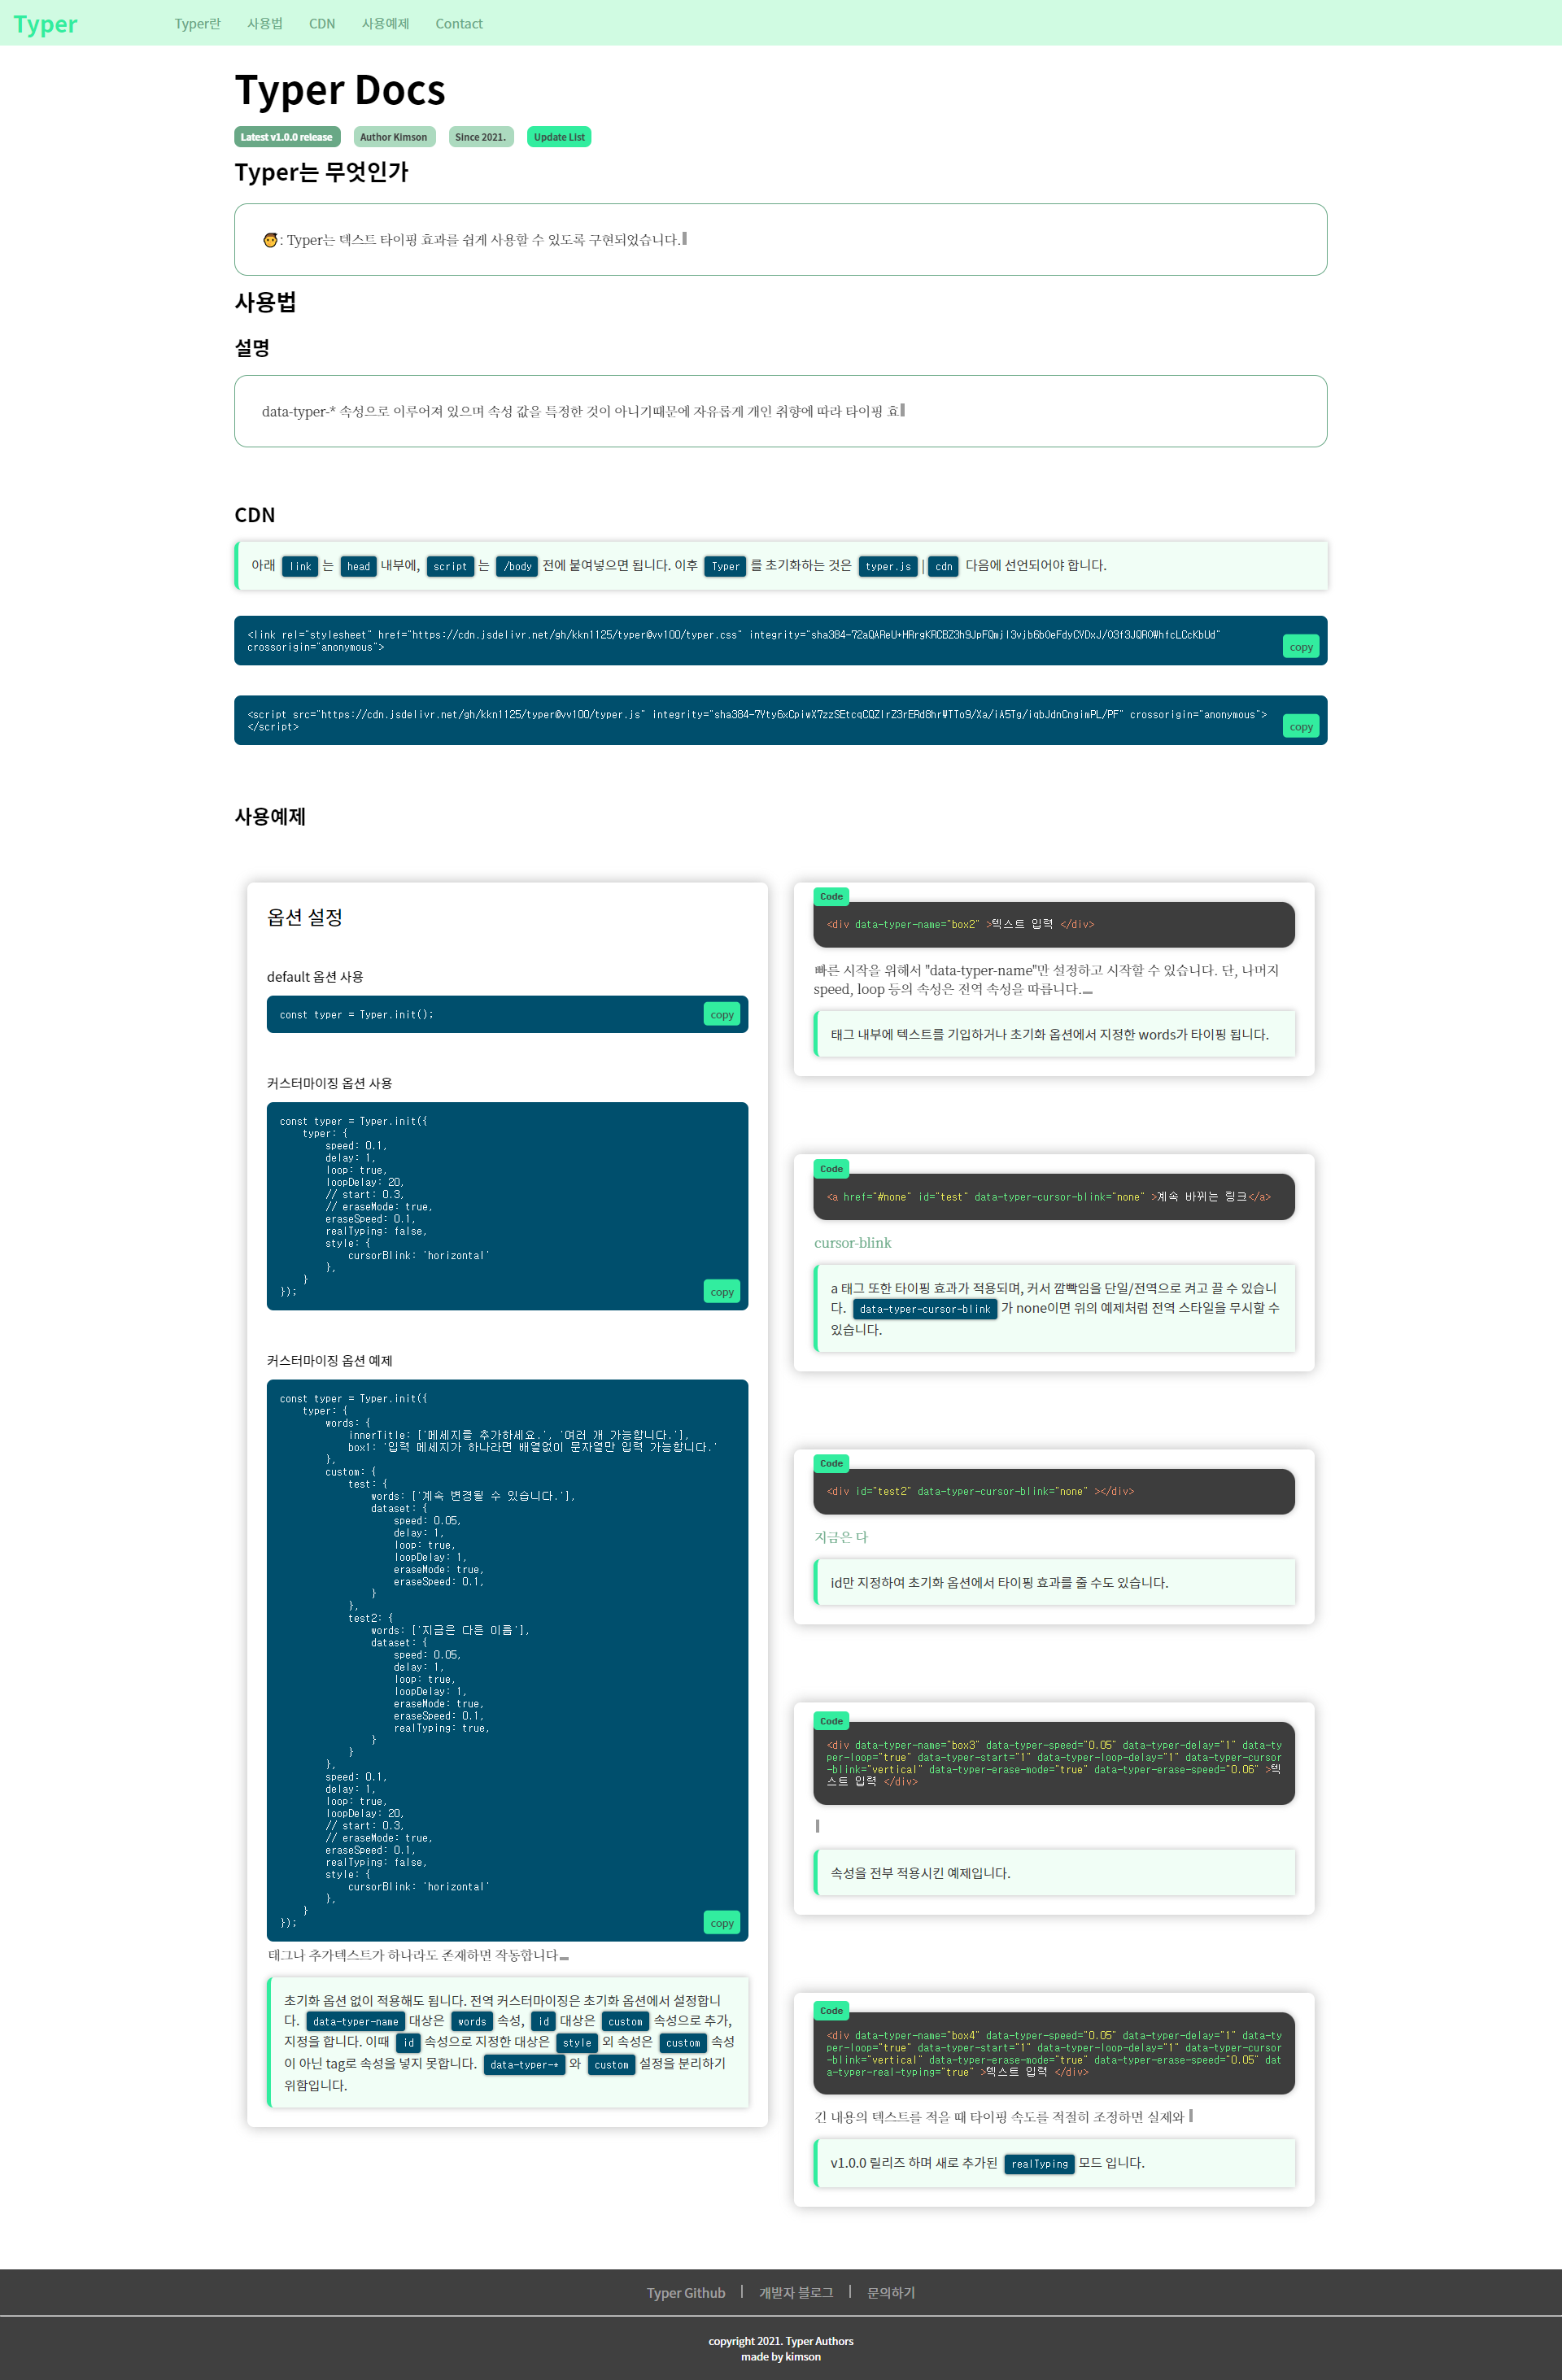 Typer
Typer란 사용법 CDN 사용예제 Contact
Typer Docs
Latest v1.0.0 release Author Kimson Since 2021. Update List
Typer는 무엇인가
: Typer는 텍스트 타이핑 효과를 쉽게 사용할 수 있도록 구현되었습니다.
사용법
설명
data-typer-* 속성으로 이루어져 있으며 속성 값을 특정한 것이 아니기때문에 자유롭게 개인 취향에 따라 타이핑 효
CDN
아래 link 는 head 내부에, script 는 /body 전에 붙여넣으면 됩니다. 이후 Typer 를 초기화하는 것은 typer.js | cdn 다음에 선언되어야 합니다.
<link rel="stylesheet" href="https://cdn.jsdelivr.net/gh/kkn1125/typer@vv100/typer.css"
crossorigin="anonymous">
copy
<script src="https://cdn.jsdelivr.net/gh/kkn1125/typer@vv100/typer.js" crossorigin="anonymous">
</script>
copy
사용예제
옵션 설정
default 옵션 사용
const typer = Typer.init();
copy
커스터마이징 옵션 사용
const typer = Typer.init({
typer: {
speed: 0.1,
delay: 1,
loop: true,
loopDelay: 20,
// start: 0.3,
// eraseMode: true,
eraseSpeed: 0.1,
realTyping: false,
style: {
cursorBlink: 'horizontal'
},
}
});
copy
커스터마이징 옵션 예제
const typer = Typer.init({
typer: {
words: {
innerTitle: ['메세지를 추가하세요.', '여러 개 가능합니다.'],
box1: '입력 메세지가 하나라면 배열없이 문자열만 입력 가능합니다.'
},
custom: {
test: {
words: ['계속 변경될 수 있습니다.'],
dataset: {
speed: 0.05,
delay: 1,
loop: true,
loopDelay: 1,
eraseMode: true,
eraseSpeed: 0.1,
}
},
test2: {
words: ['지금은 다른 이름'],
dataset: {
speed: 0.05,
delay: 1,
loop: true,
loopDelay: 1,
eraseMode: true,
eraseSpeed: 0.1,
realTyping: true,
}
}
},
speed: 0.1,
delay: 1,
loop: true,
loopDelay: 20,
// start: 0.3,
// eraseMode: true,
eraseSpeed: 0.1,
realTyping: false,
style: {
cursorBlink: 'horizontal'
},
}
});
copy
태그나 추가텍스트가 하나라도 존재하면 작동합니다
초기화 옵션 없이 적용해도 됩니다. 전역 커스터마이징은 초기화 옵션에서 설정합니
다. data-typer-name 대상은 words 속성, id 대상은 custom 속성으로 추가,
지정을 합니다. 이때 id 속성으로 지정한 대상은 style 외 속성은 custom 속성
이 아닌 tag로 속성을 넣지 못합니다. data-typer-* 와 custom 설정을 분리하기
위함입니다.
Code
<div data-typer-name="box2" >텍스트 입력 </div>
빠른 시작을 위해서 "data-typer-name"만 설정하고 시작할 수 있습니다. 단, 나머지
speed, loop 등의 속성은 전역 속성을 따릅니다.
태그 내부에 텍스트를 기입하거나 초기화 옵션에서 지정한 words가 타이핑 됩니다.
Code
<a href="#none" id="test" data-typer-cursor-blink="none" >계속 바뀌는 링크</a>
cursor-blink
a 태그 또한 타이핑 효과가 적용되며, 커서 깜빡임을 단일/전역으로 켜고 끌 수 있습니
다. data-typer-cursor-blink 가 none이면 위의 예제처럼 전역 스타일을 무시할 수
있습니다.
Code
<div id="test2" data-typer-cursor-blink="none" ></div>
지금은 다
id만 지정하여 초기화 옵션에서 타이핑 효과를 줄 수도 있습니다.
Code
<div data-typer-name="box3" data-typer-speed="0.05" data-typer-delay="1" data-ty
per-loop="true" data-typer-start="1" data-typer-loop-delay="1" data-typer-cursor
-blink="vertical" data-typer-erase-mode="true" data-typer-erase-speed="0.06" >텍
스트 입력 </div>
속성을 전부 적용시킨 예제입니다.
Code
<div data-typer-name="box4" data-typer-speed="0.05" data-typer-delay="1" data-ty
per-loop="true" data-typer-start="1" data-typer-loop-delay="1" data-typer-cursor
-blink="vertical" data-typer-erase-mode="true" data-typer-erase-speed="0.05" dat
a-typer-real-typing="true" >텍스트 입력 </div>
긴 내용의 텍스트를 적을 때 타이핑 속도를 적절히 조정하면 실제와
v1.0.0 릴리즈 하며 새로 추가된 realTyping 모드 입니다.
Typer Github | 개발자 블로그 | 문의하기
copyright 2021. Typer Authors
made by kimson